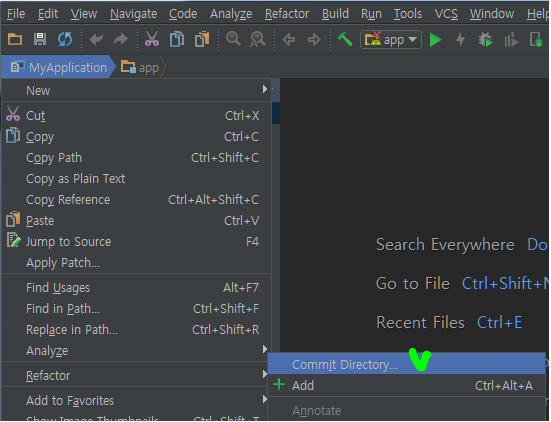 File Edit View Navigate Code Analyze Refactor Build Run Tools VCS Window Help
app
MyApplication app
New
Cut Ctrl+X
Copy Ctrl+C
Copy Path Ctrl+Shift+C
Copy as Plain Text
Copy Reference Ctrl+Alt+Shift+C
Paste Ctrl+V
Jump to Source F4
Apply Patch...
Find Usages Alt+F7
Find in Path... Ctrl+Shift+F
Replace in Path... Ctrl+Shift+R
Analyze
Refactor
Add to Favorites
Show Image Thumbnails Ctrl+Shift+T
Search Everywhere Do
Go to File Ctrl+Shift+N
Recent Files Ctrl+E
Commit Directory...
Add Ctrl+Alt+A
Annotate